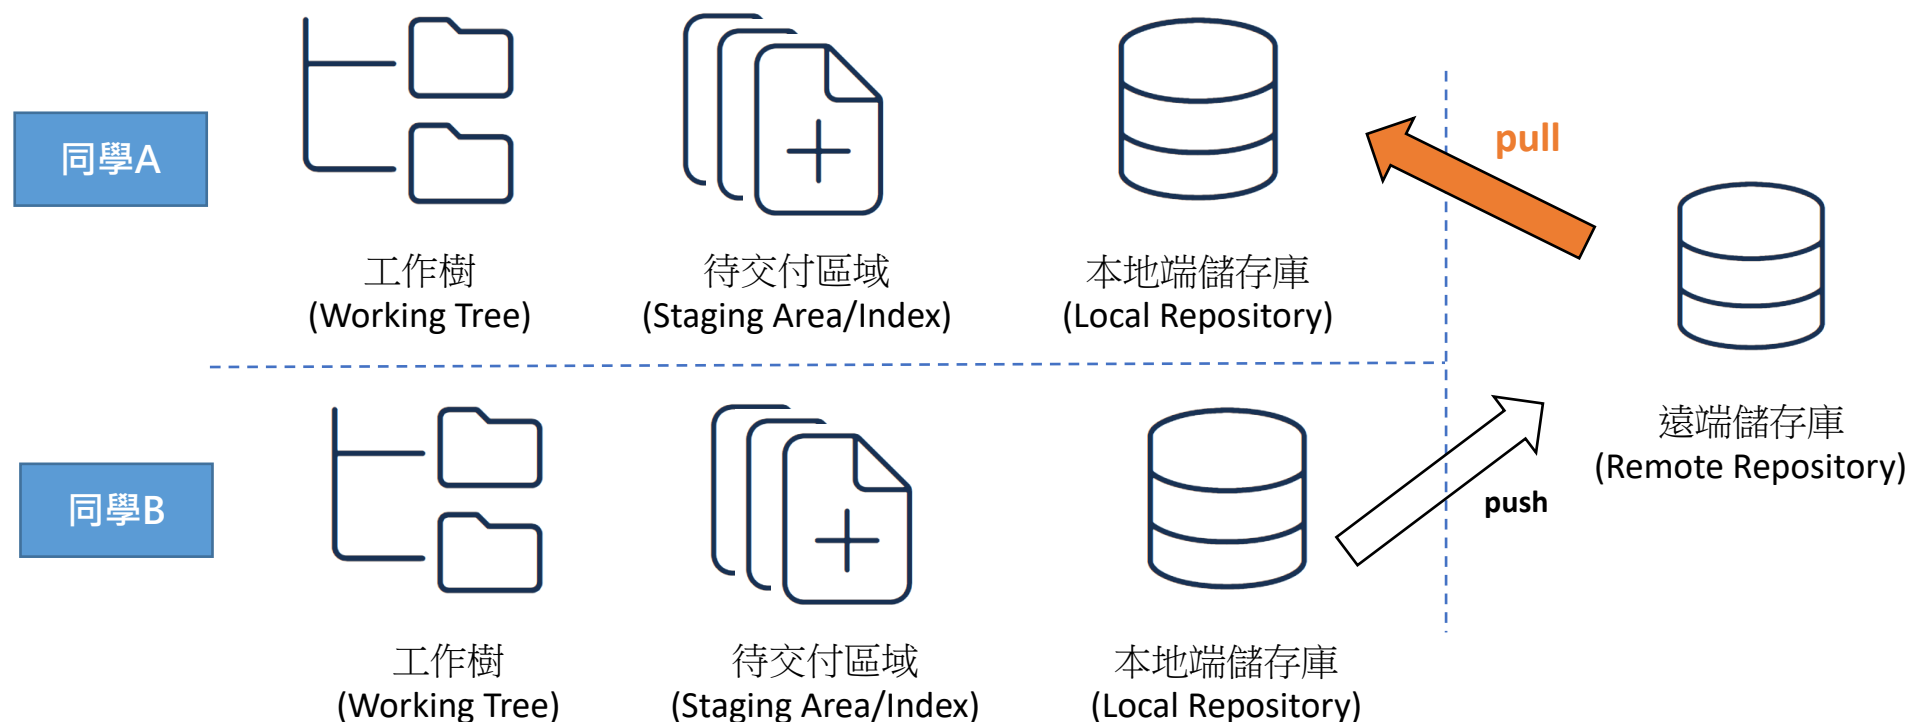 同學A
工作樹
(Working Tree)
待交付區域
(Staging Area/Index)
本地端儲存庫
(Local Repository)
pull
遠端儲存庫
(Remote Repository)
push
同學B
工作樹
(Working Tree)
待交付區域
(Staging Area/Index)
本地端儲存庫
(Local Repository)